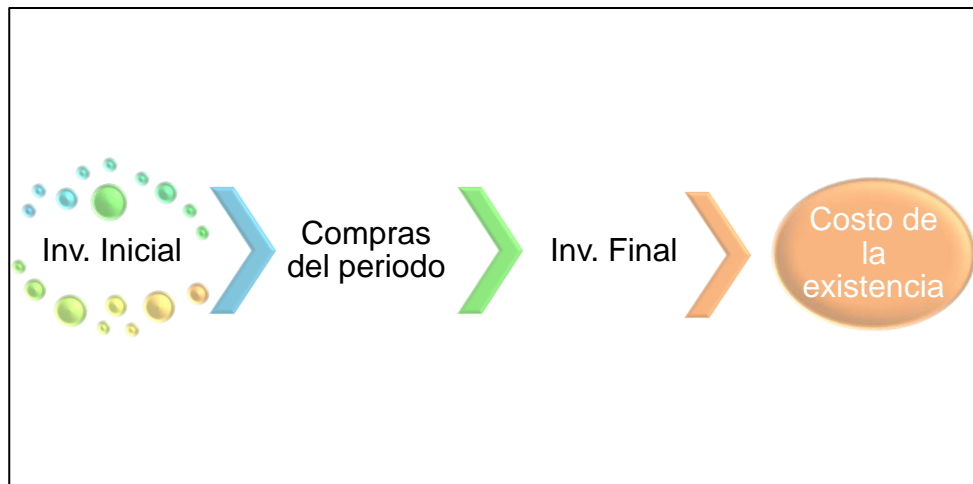 Inv. Inicial
Compras
del periodo
Inv. Final
Costo de
la
existencia